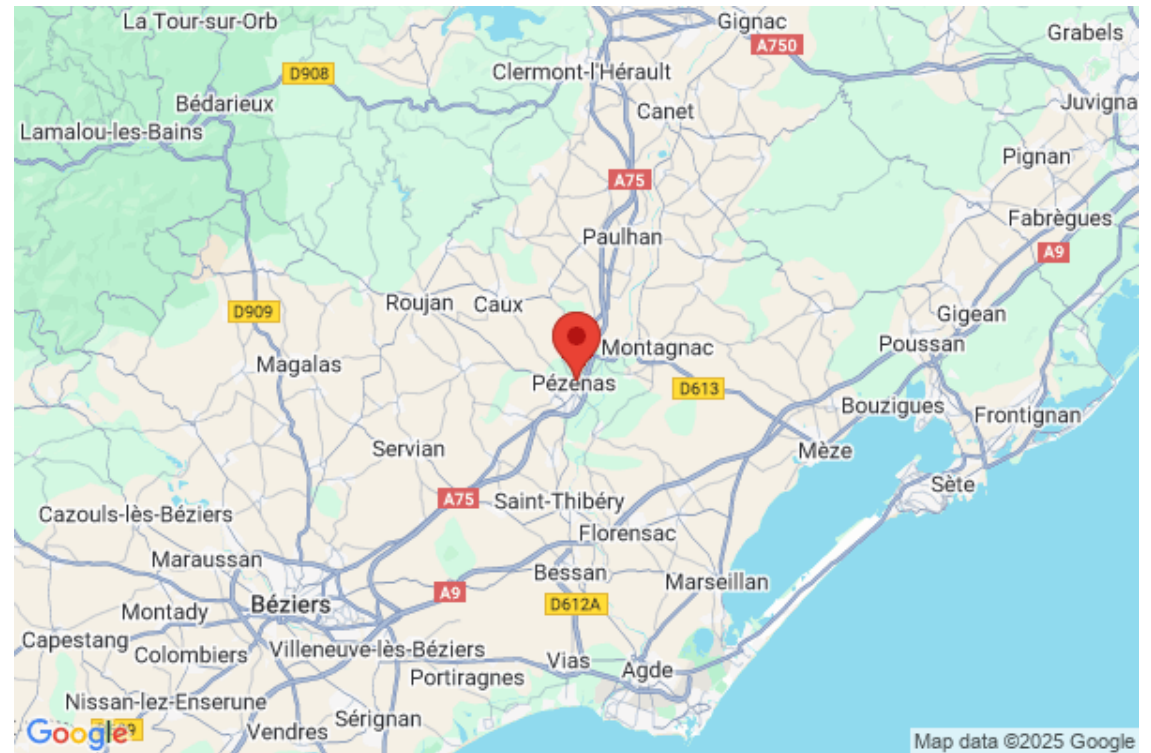 La Tour-sur-Orb
Gignac
Grabels
A750
D908
Clermont-l'Hérault
Bédarieux
Canet
Juvigna
Lamalou-les-Bains
Pignan
A75
Fabrègues
Paulhan
A9
Roujan
Caux
D909
Gigean
Montagnac
Poussan
Magalas
Pézenas
D613
Bouzigues
Frontignan
Servian
Mèze
Sète
A75
Saint-Thibéry
Cazouls-lès-Béziers
Florensac
Maraussan
Bessan
Marseillan
A9
Béziers
D612A
Montady
Capestang
Colombiers
Villeneuve-lès-Béziers
Vias
Agde
Portiragnes
Nissan-lez-Enserune
Sérignan
Vendres
Google
Map data ©2025 Google